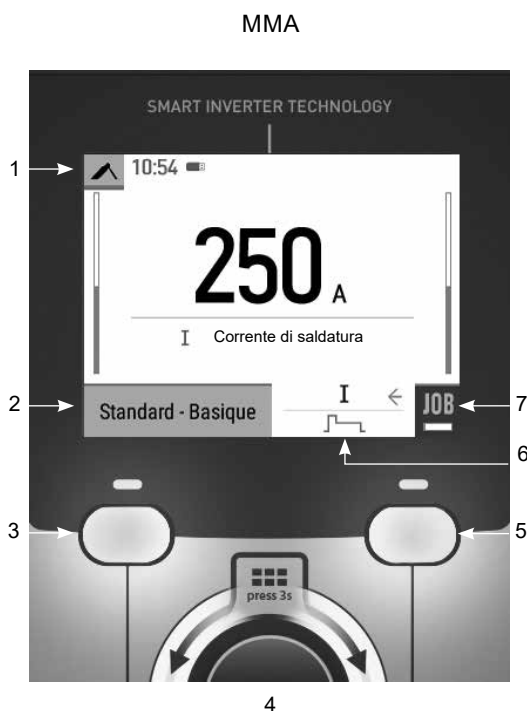 MMA
SMART INVERTER TECHNOLOGY
1
10:54
250 A
I Corrente di saldatura
2
Standard - Basique
I
JOB
7
6
3
5
press 3s
4